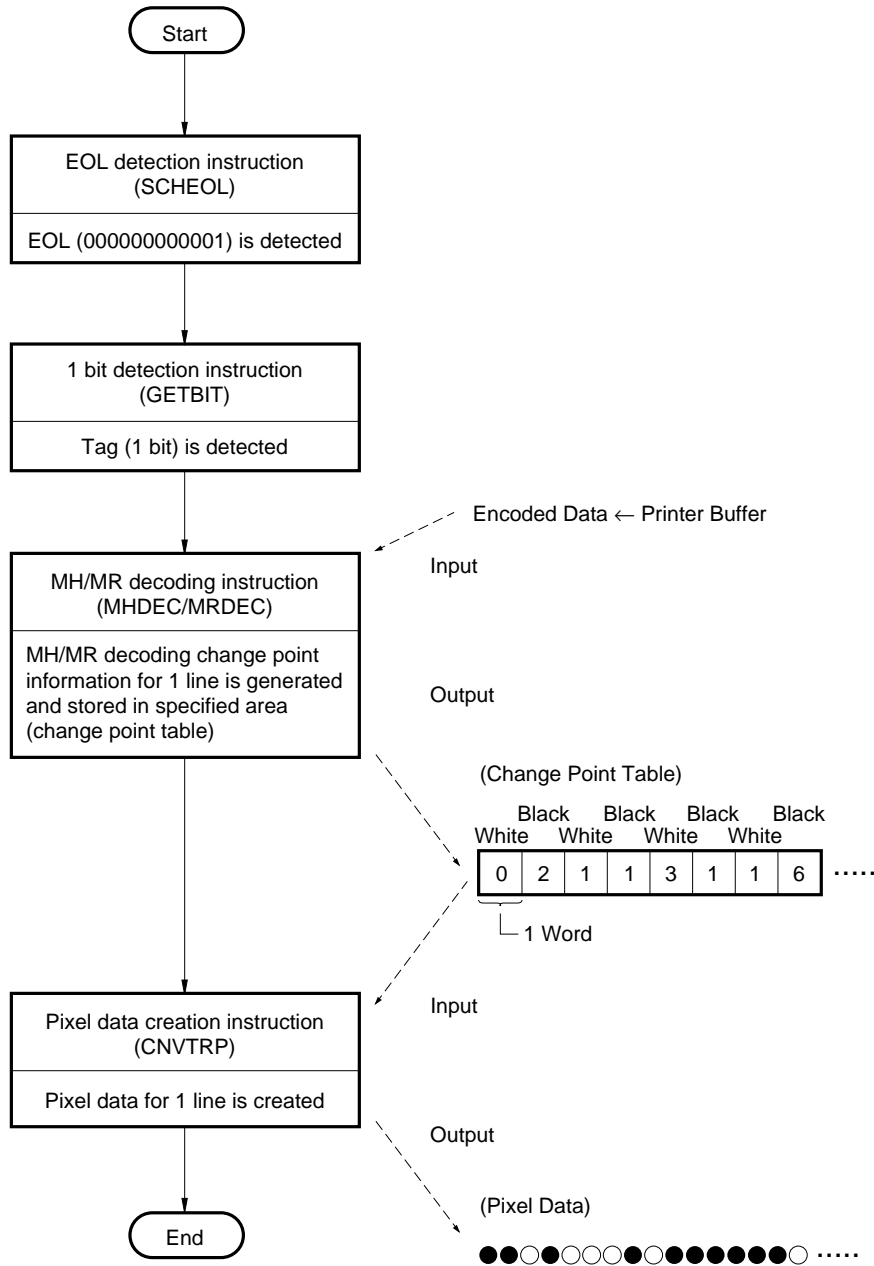 Start
EOL detection instruction
(SCHEOL)
EOL (000000000001) is detected
1 bit detection instruction
(GETBIT)
Tag (1 bit) is detected
Encoded Data ← Printer Buffer
Input
MH/MR decoding instruction
(MHDEC/MRDEC)
MH/MR decoding change point
information for 1 line is generated
and stored in specified area
(change point table)
Output
(Change Point Table)
Black Black Black Black
White White White White
0 2 1 1 3 1 1 6 .....
1 Word
Input
Pixel data creation instruction
(CNVTRP)
Pixel data for 1 line is created
Output
(Pixel Data)
●●○●○○○●○●●●●●●○ .....
End